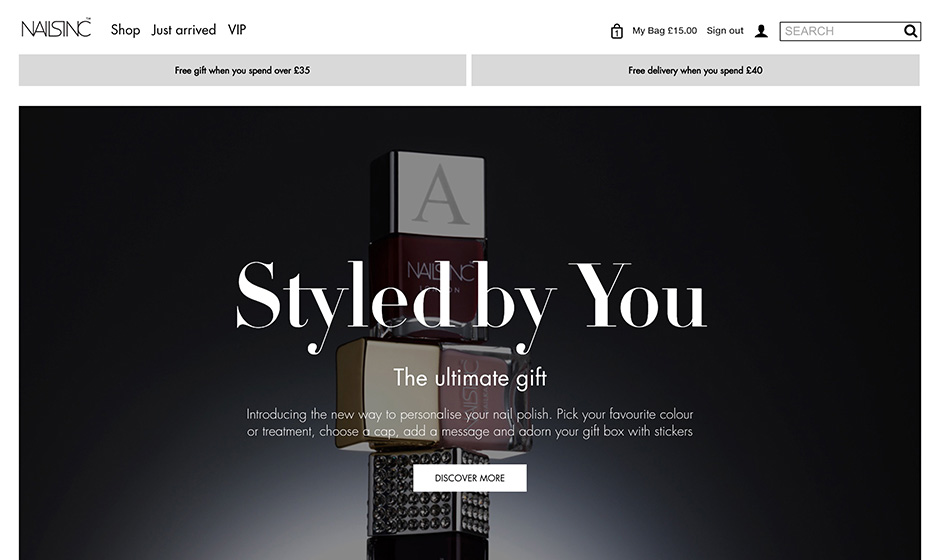 NAILSINC™
Shop Just arrived VIP
1
My Bag £15.00 Sign out
SEARCH
Free gift when you spend over £35
Free delivery when you spend £40
A
NAILSINC
LONDON
Styled by You
The ultimate gift
NAILSINC
Introducing the new way to personalise your nail polish. Pick your favourite colour
or treatment, choose a cap, add a message and adorn your gift box with stickers
DISCOVER MORE